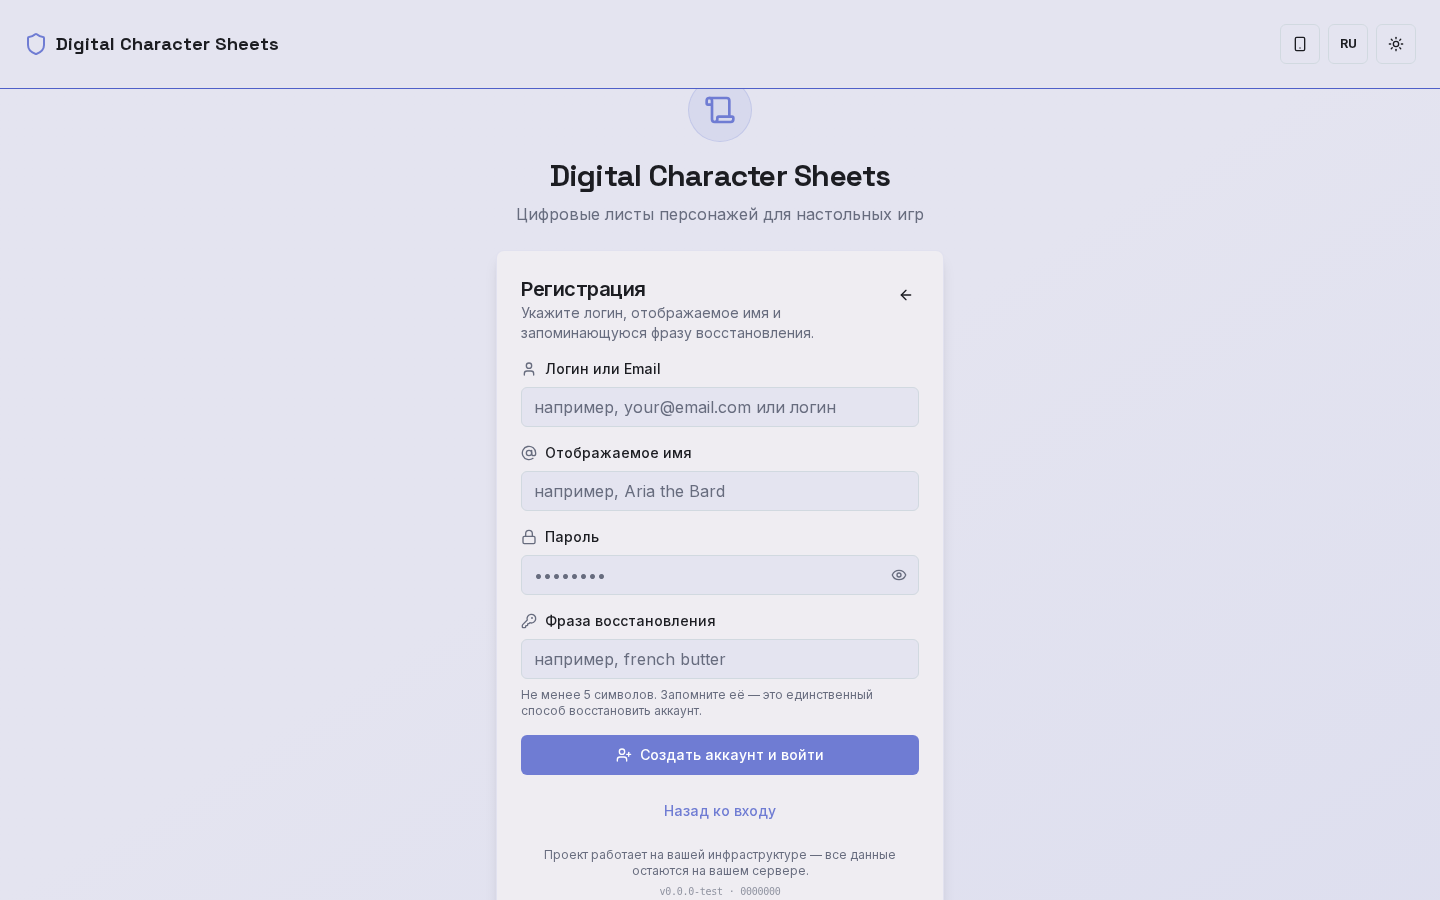 Digital Character Sheets
RU
Digital Character Sheets
Цифровые листы персонажей для настольных игр
Регистрация
Укажите логин, отображаемое имя и
запоминающуюся фразу восстановления.
Логин или Email
например, your@email.com или логин
Отображаемое имя
например, Aria the Bard
Пароль
••••••••
Фраза восстановления
например, french butter
Не менее 5 символов. Запомните её — это единственный
способ восстановить аккаунт.
Создать аккаунт и войти
Назад ко входу
Проект работает на вашей инфраструктуре — все данные
остаются на вашем сервере.
v0.0.0-test · 0000000